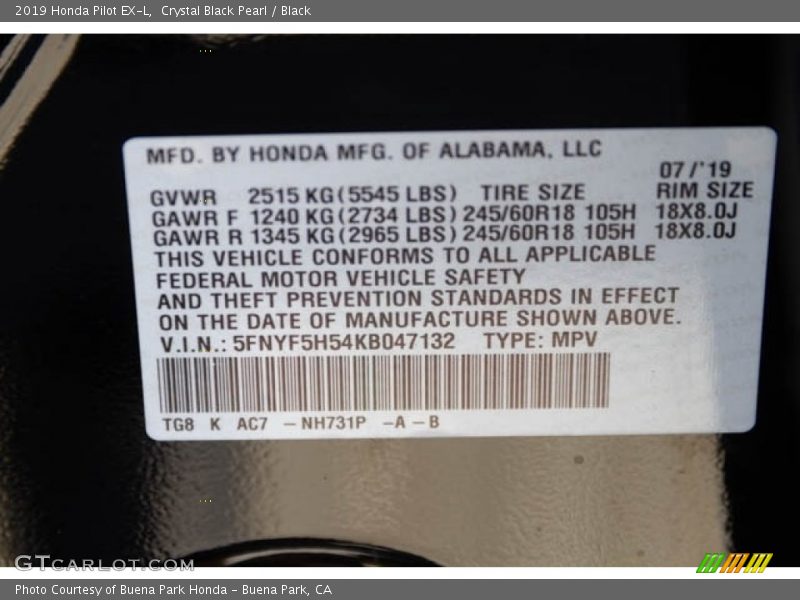 2019 Honda Pilot EX-L, Crystal Black Pearl / Black
MFD. BY HONDA MFG. OF ALABAMA, LLC
07/'19
GVWR 2515 KG (5545 LBS) TIRE SIZE RIM SIZE
GAWR F 1240 KG (2734 LBS) 245/60R18 105H 18X8.0J
GAWR R 1345 KG (2965 LBS) 245/60R18 105H 18X8.0J
THIS VEHICLE CONFORMS TO ALL APPLICABLE
FEDERAL MOTOR VEHICLE SAFETY
AND THEFT PREVENTION STANDARDS IN EFFECT
ON THE DATE OF MANUFACTURE SHOWN ABOVE.
V.I.N.: 5FNYF5H54KB047132 TYPE: MPV
TG8 K AC7 - NH731P - A - B
GTCARLOT.COM
Photo Courtesy of Buena Park Honda - Buena Park, CA